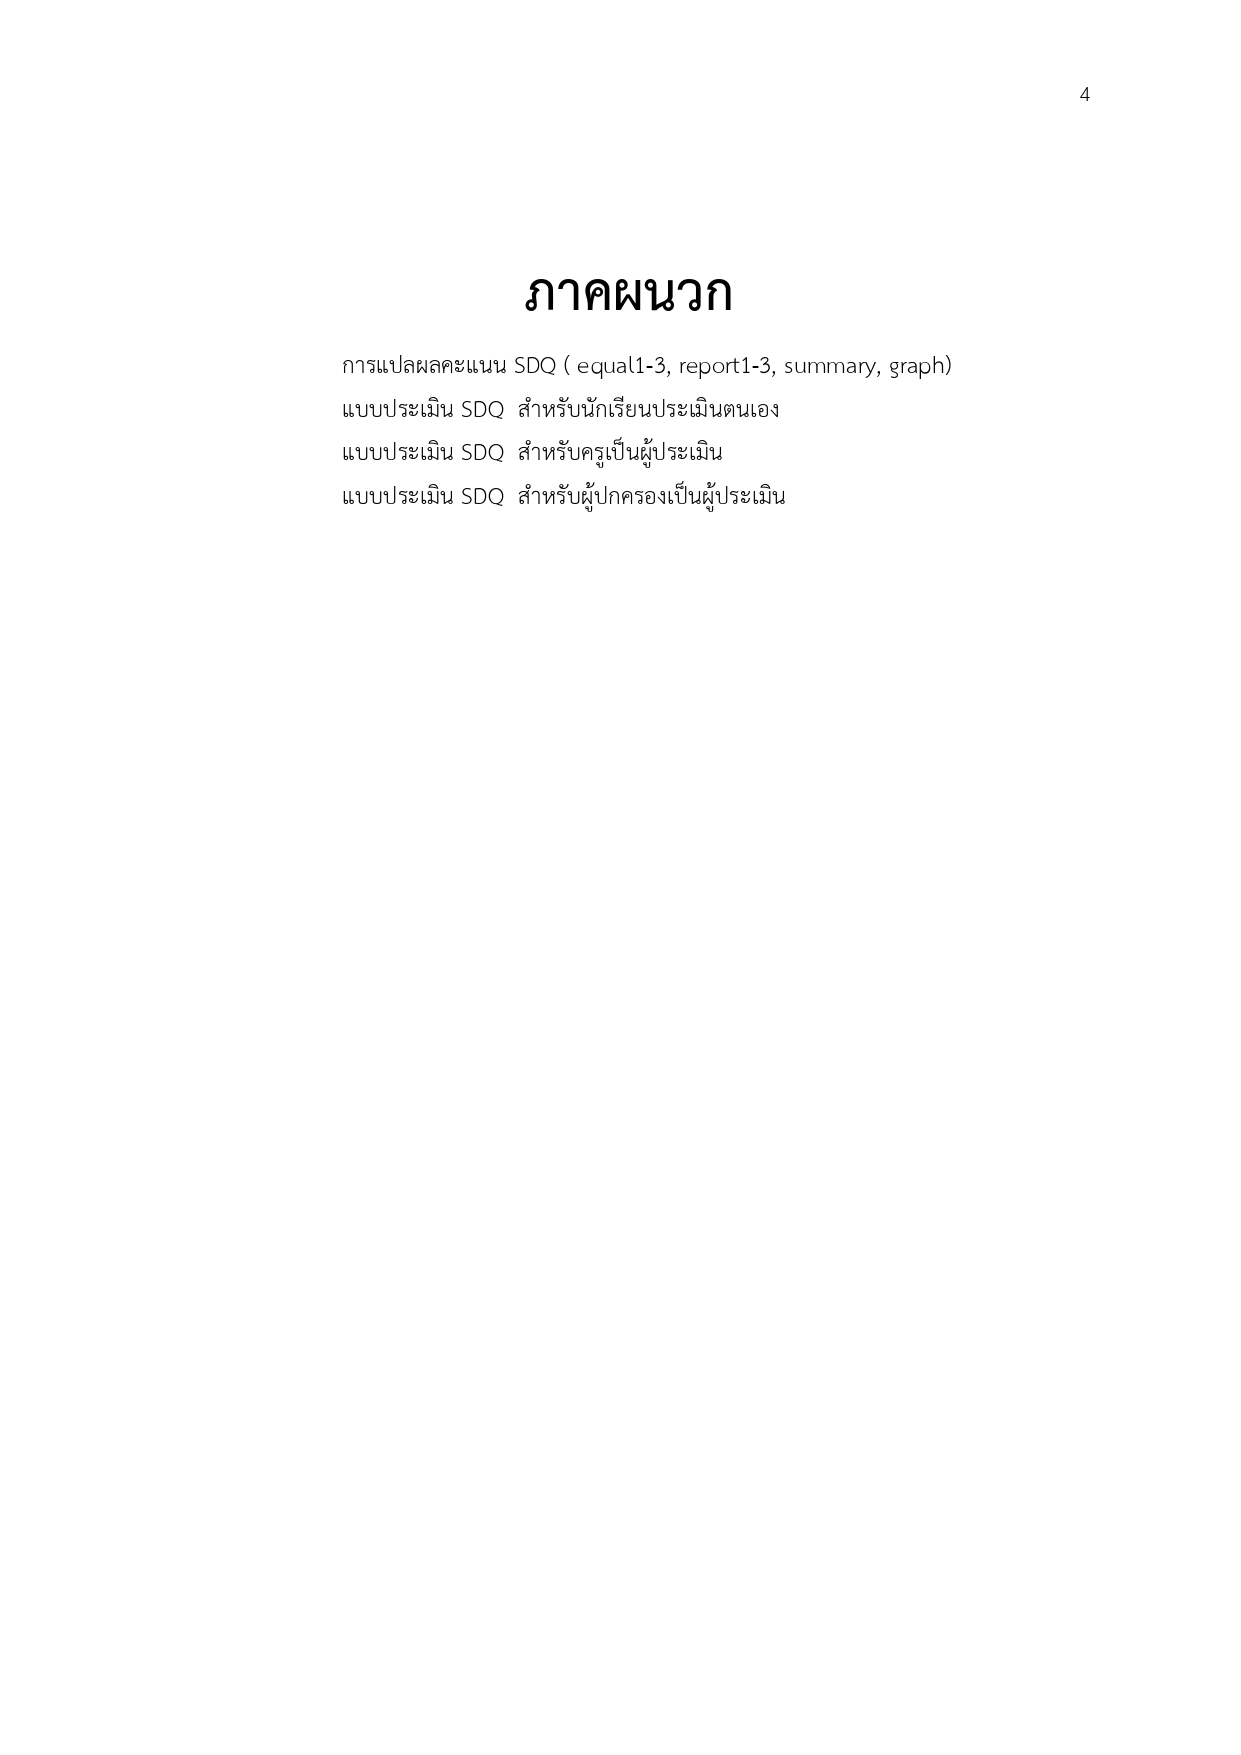 4
ภาคผนวก
การแปลผลคะแนน SDQ ( equal1-3, report1-3, summary, graph)
แบบประเมิน SDQ  สำหรับนักเรียนประเมินตนเอง
แบบประเมิน SDQ  สำหรับครูเป็นผู้ประเมิน
แบบประเมิน SDQ  สำหรับผู้ปกครองเป็นผู้ประเมิน